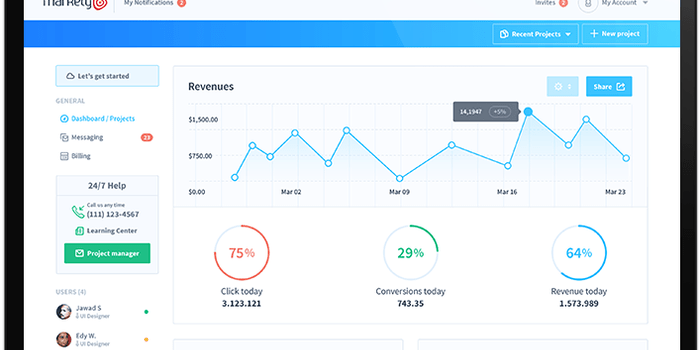 markety
My Notifications 2
Invites 2
My Account
Recent Projects
+ New project
Let's get started
GENERAL
Dashboard / Projects
Messaging 23
Billing
24/7 Help
Call us any time
(111) 123-4567
Learning Center
Project manager
USERS (4)
Jawad S
UI Designer
Edy W.
UI Designer
Revenues
Share
$1,500.00
$750.00
$0.00
14,1947 +5%
Mar 02
Mar 09
Mar 16
Mar 23
75%
Click today
3.123.121
29%
Conversions today
743.35
64%
Revenue today
1.573.989